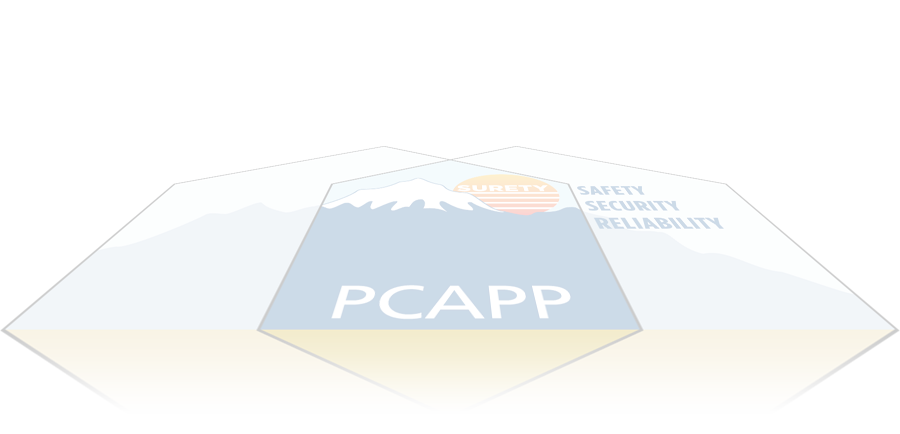 SURETY
SAFETY
SECURITY
RELIABILITY
PCAPP